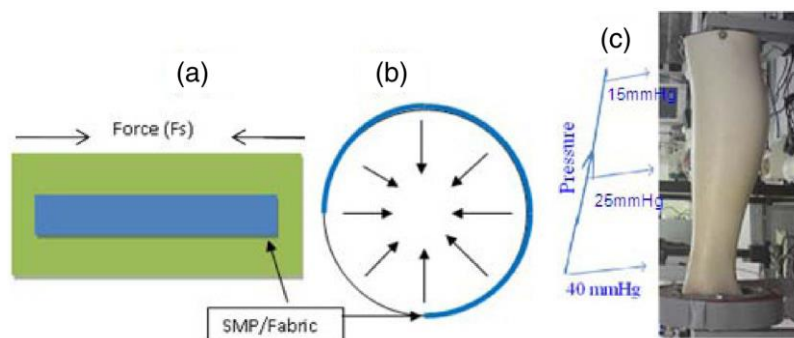 (a)
(b)
(c)
Force (Fs)
15mmHg
Pressure
25mmHg
40 mmHg
SMP/Fabric